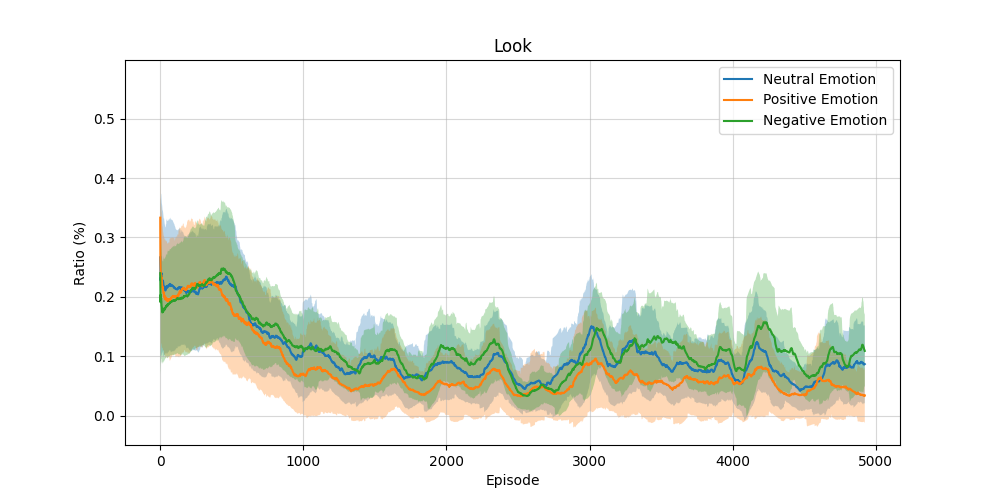 Look
Neutral Emotion
Positive Emotion
Negative Emotion
Ratio (%)
0.5
0.4
0.3
0.2
0.1
0.0
0
1000
2000
3000
4000
5000
Episode